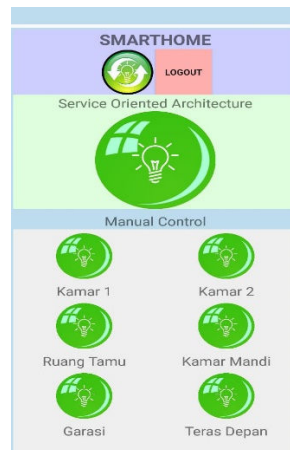 SMARTHOME
LOGOUT
Service Oriented Architecture
Manual Control
Kamar 1 Kamar 2
Ruang Tamu Kamar Mandi
Garasi Teras Depan